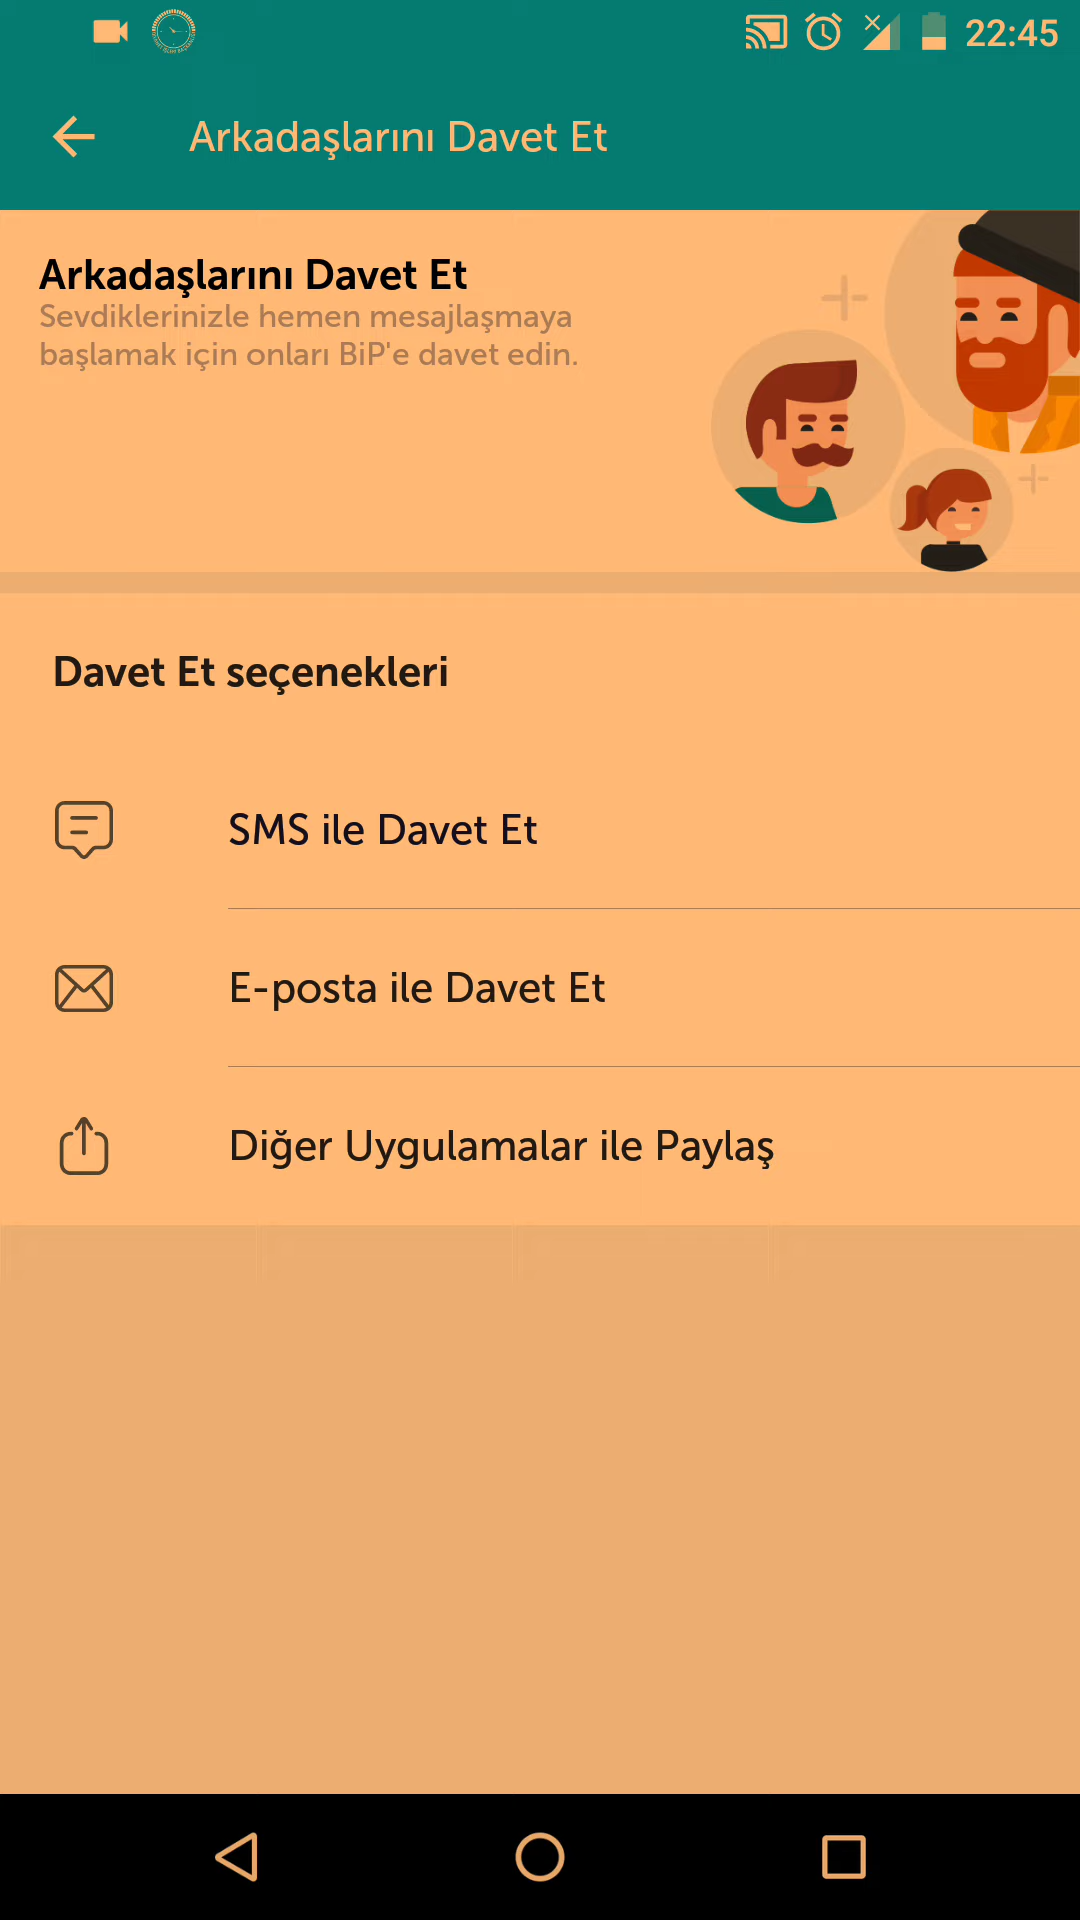 22:45
Arkadaşlarını Davet Et
Arkadaşlarını Davet Et
Sevdiklerinizle hemen mesajlaşmaya
başlamak için onları BiP'e davet edin.
Davet Et seçenekleri
SMS ile Davet Et
E-posta ile Davet Et
Diğer Uygulamalar ile Paylaş